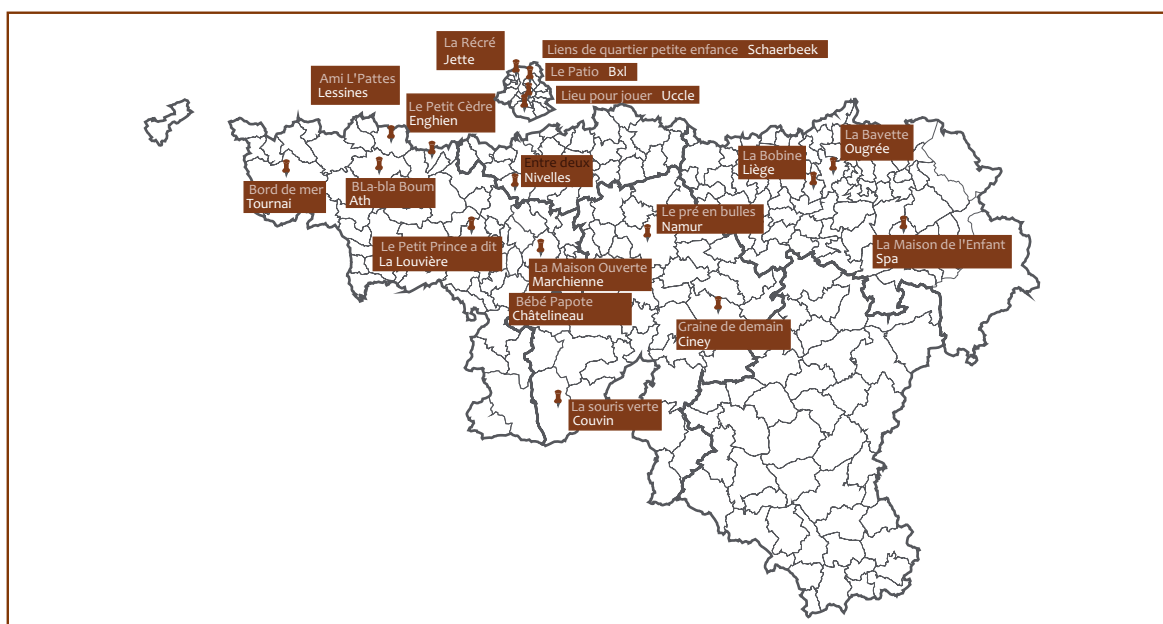 La Récré
Jette
Liens de quartier petite enfance Schaerbeek
Le Patio Bxl
Lieu pour jouer Uccle
Ami L'Pattes
Lessines
Le Petit Cèdre
Enghien
La Bavette
Ougrée
La Bobine
Liège
Entre deux
Nivelles
Bord de mer
Tournai
BLa-bla Boum
Ath
Le pré en bulles
Namur
Le Petit Prince a dit
La Louvière
La Maison de l'Enfant
Spa
La Maison Ouverte
Marchienne
Bébé Papote
Châtelineau
Graine de demain
Ciney
La souris verte
Couvin